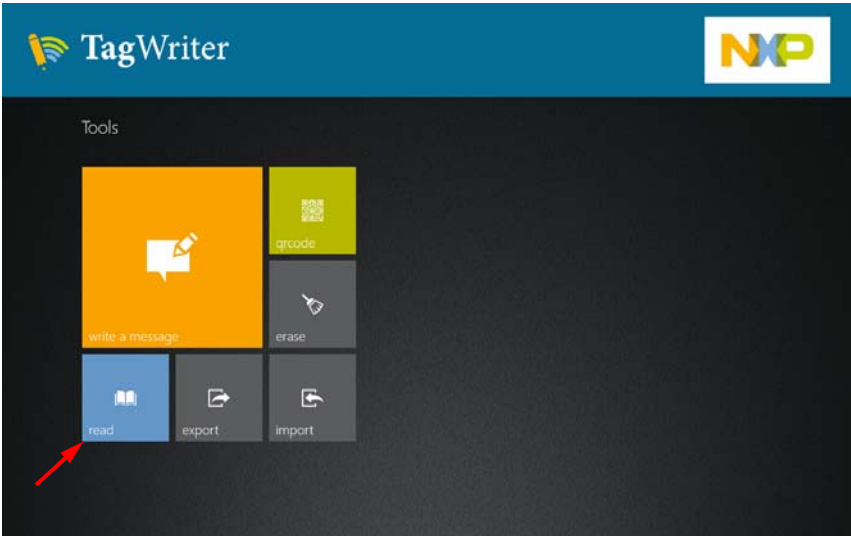 TagWriter
NXP
Tools
write a message
qrcode
erase
read
export
import